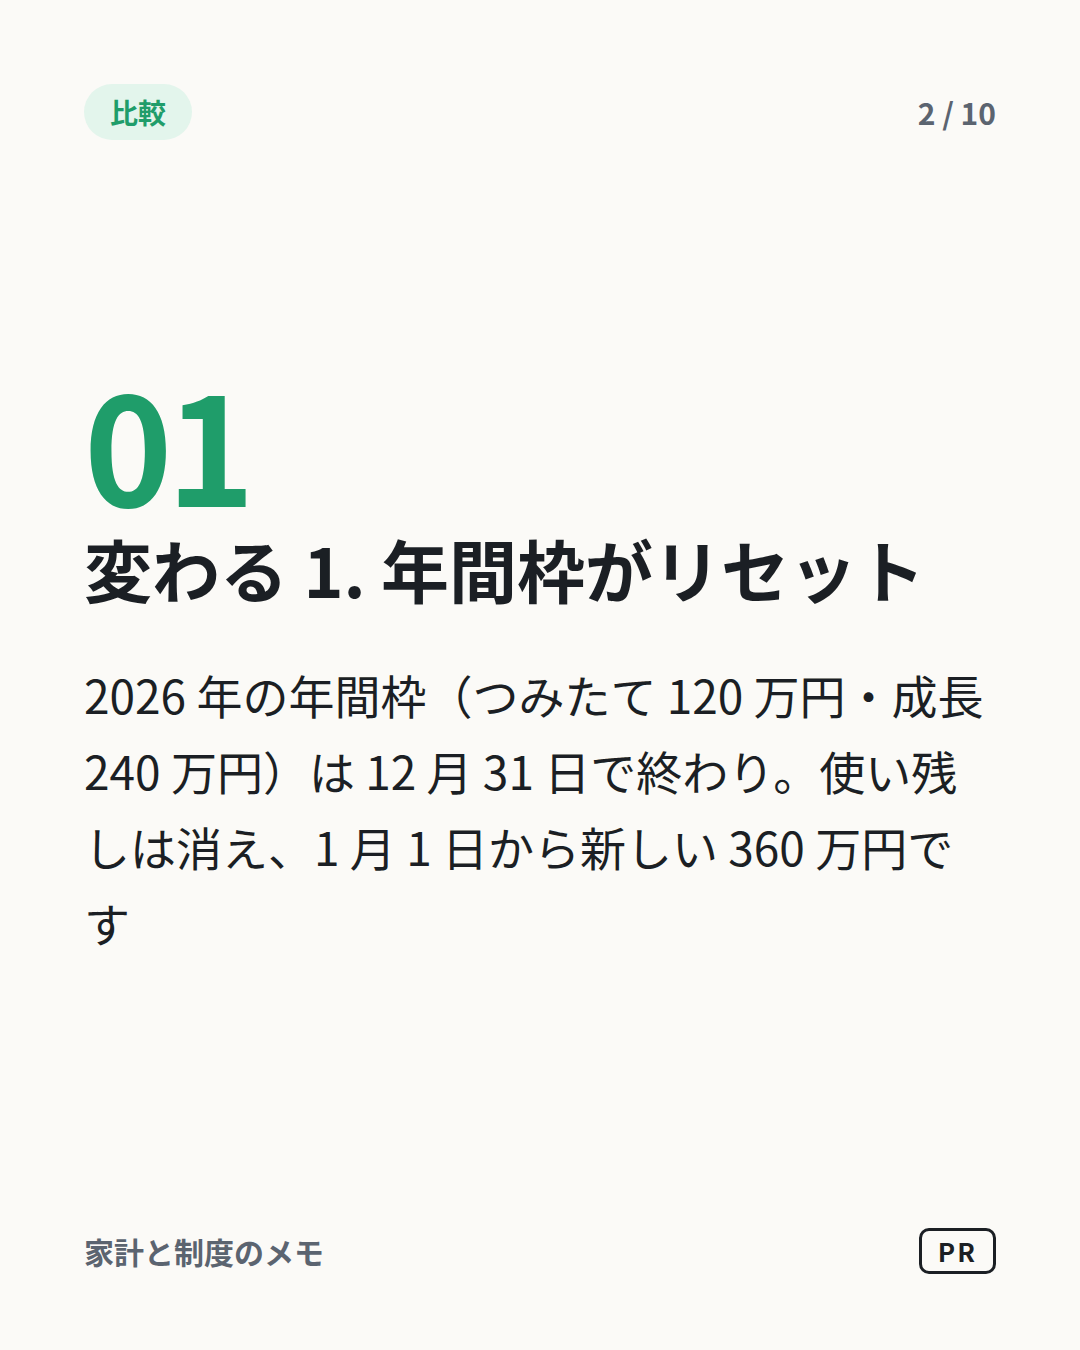 比較
2 / 10
01
変わる 1. 年間枠がリセット
2026 年の年間枠（つみたて 120 万円・成長
240 万円）は 12 月 31 日で終わり。使い残
しは消え、1 月 1 日から新しい 360 万円で
す
家計と制度のメモ
PR